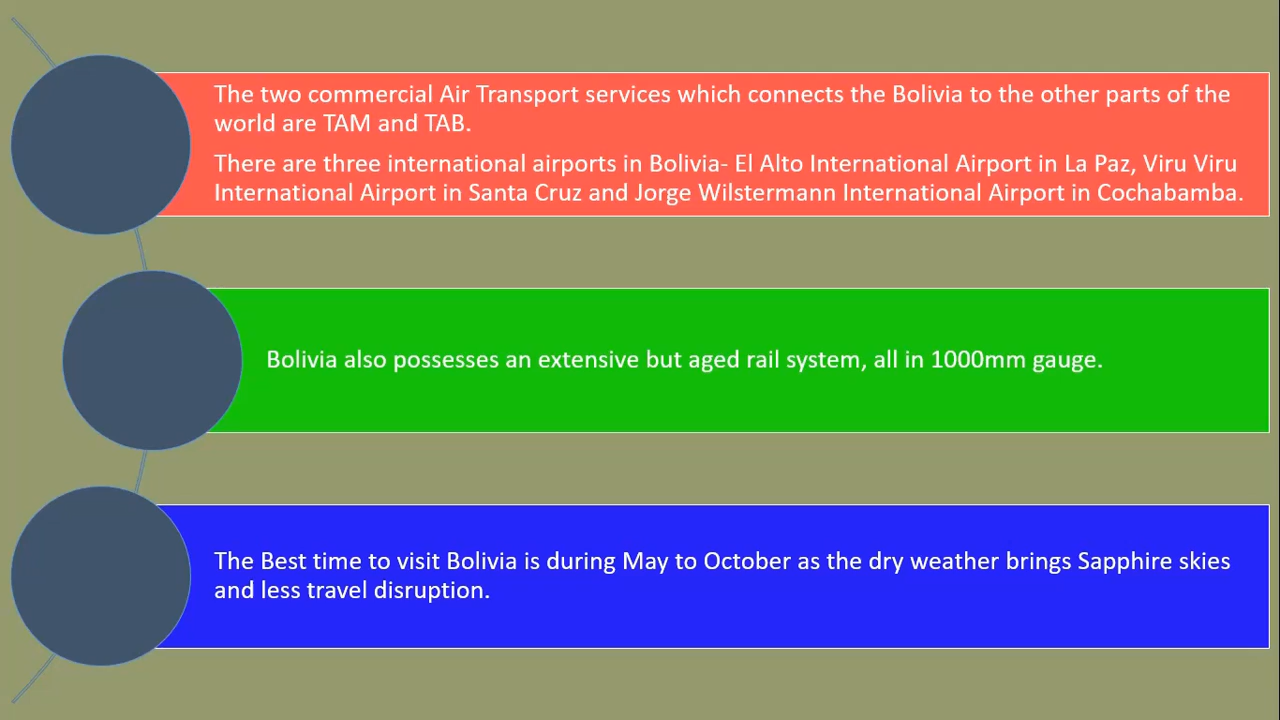 The two commercial Air Transport services which connects the Bolivia to the other parts of the
world are TAM and TAB.
There are three international airports in Bolivia- El Alto International Airport in La Paz, Viru Viru
International Airport in Santa Cruz and Jorge Wilstermann International Airport in Cochabamba.
Bolivia also possesses an extensive but aged rail system, all in 1000mm gauge.
The Best time to visit Bolivia is during May to October as the dry weather brings Sapphire skies
and less travel disruption.